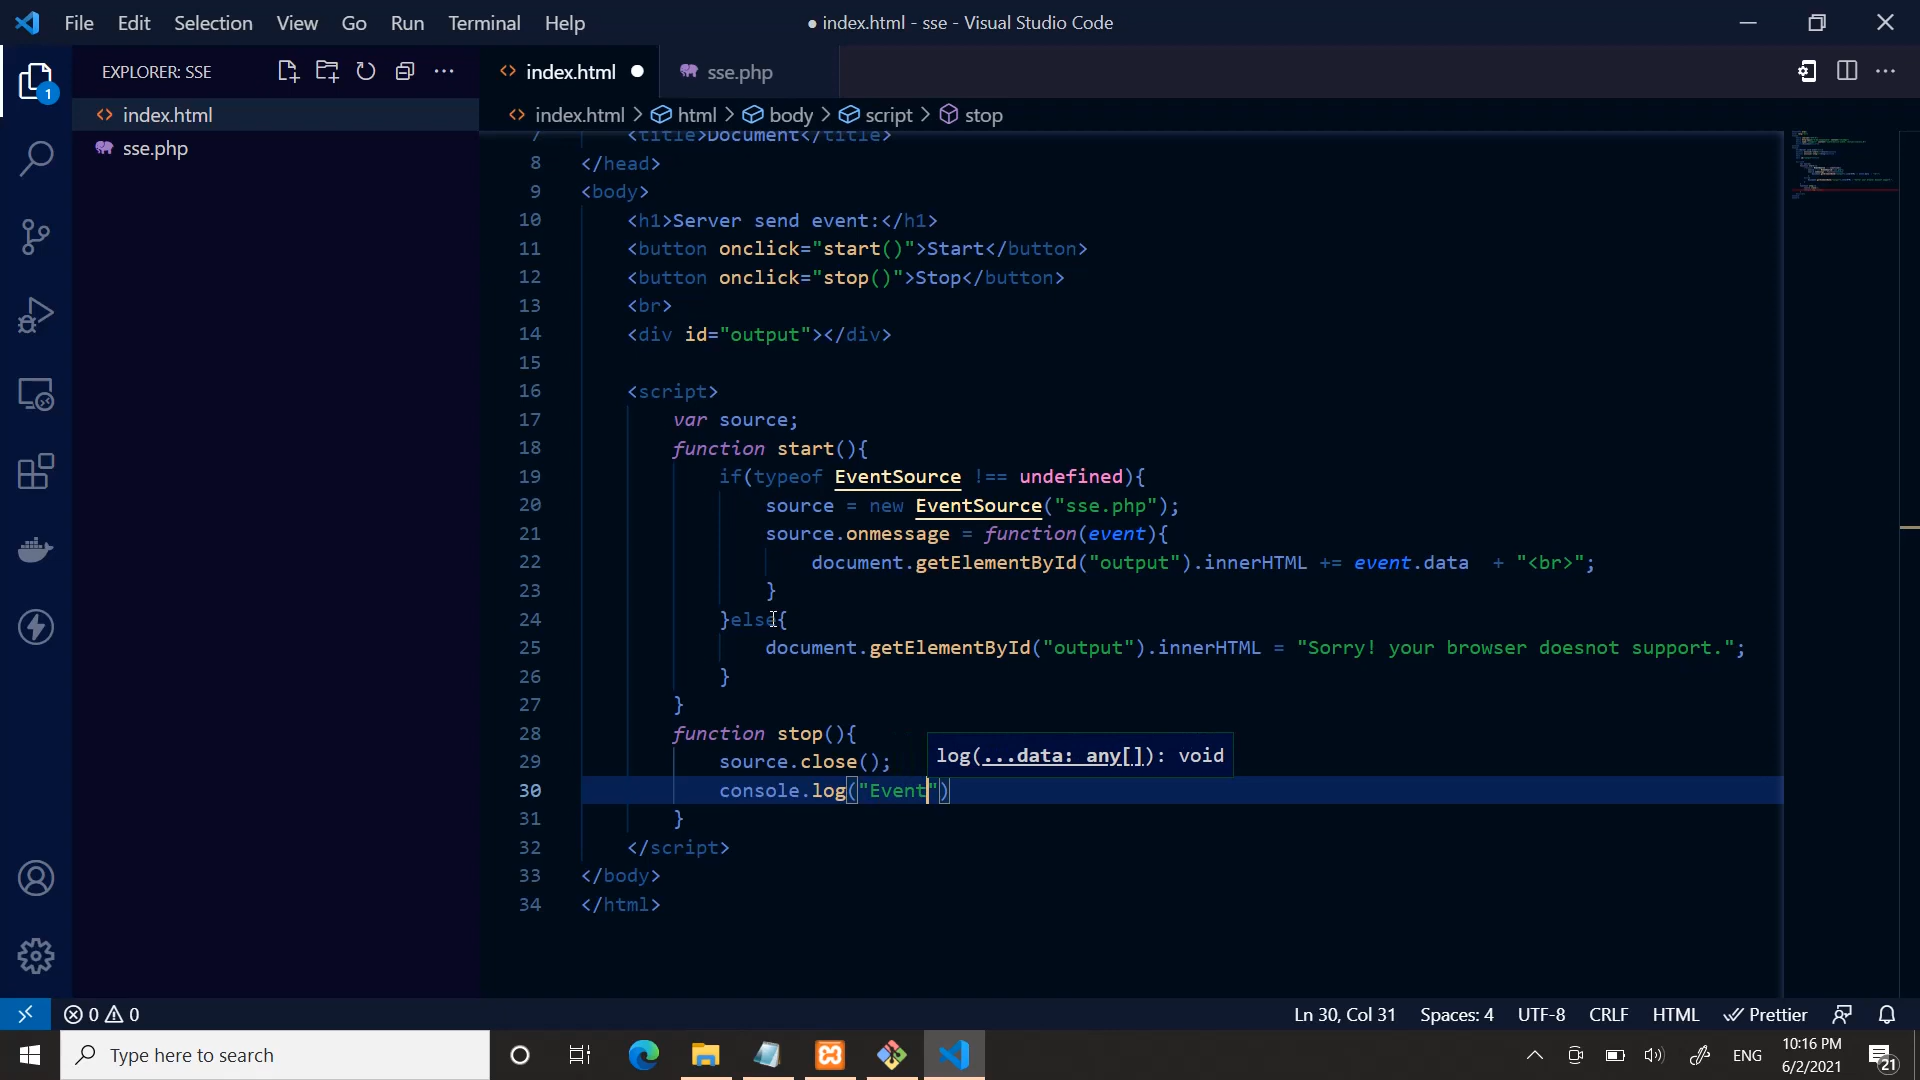 File Edit Selection View Go Run Terminal Help
● index.html - sse - Visual Studio Code
EXPLORER: SSE
index.html
sse.php
index.html
sse.php
index.html > html > body > script > stop
7 <title>Document</title>
8 </head>
9 <body>
10 <h1>Server send event:</h1>
11 <button onclick="start()">Start</button>
12 <button onclick="stop()">Stop</button>
13 <br>
14 <div id="output"></div>
15
16 <script>
17 var source;
18 function start(){
19 if(typeof EventSource !== undefined){
20 source = new EventSource("sse.php");
21 source.onmessage = function(event){
22 document.getElementById("output").innerHTML += event.data  + "<br>";
23 }
24 }else{
25 document.getElementById("output").innerHTML = "Sorry! your browser doesnot support.";
26 }
27 }
28 function stop(){
29 source.close();
log(...data: any[]): void
30 console.log("Event")
31 }
32 </script>
33 </body>
34 </html>
1
0 0
Ln 30, Col 31 Spaces: 4 UTF-8 CRLF HTML Prettier
Type here to search
ENG
10:16 PM
6/2/2021
21